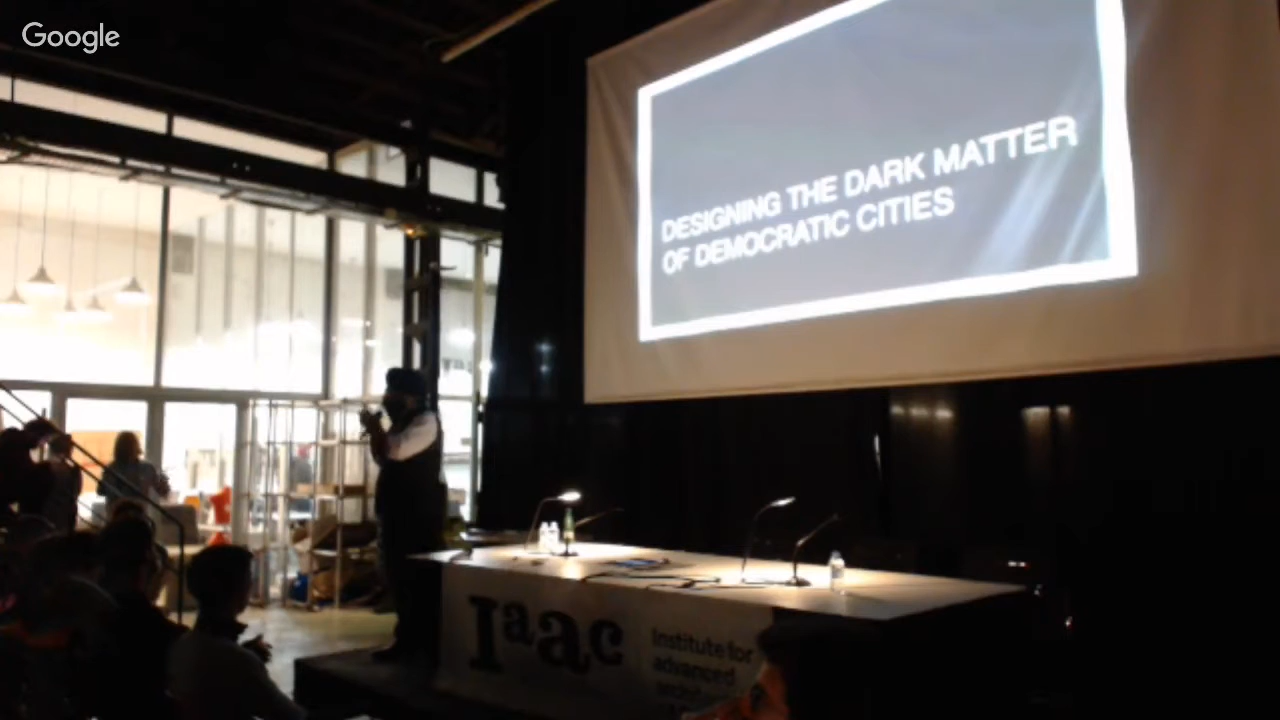 Google
DESIGNING THE DARK MATTER
OF DEMOCRATIC CITIES
Iaac
Institute for
advanced